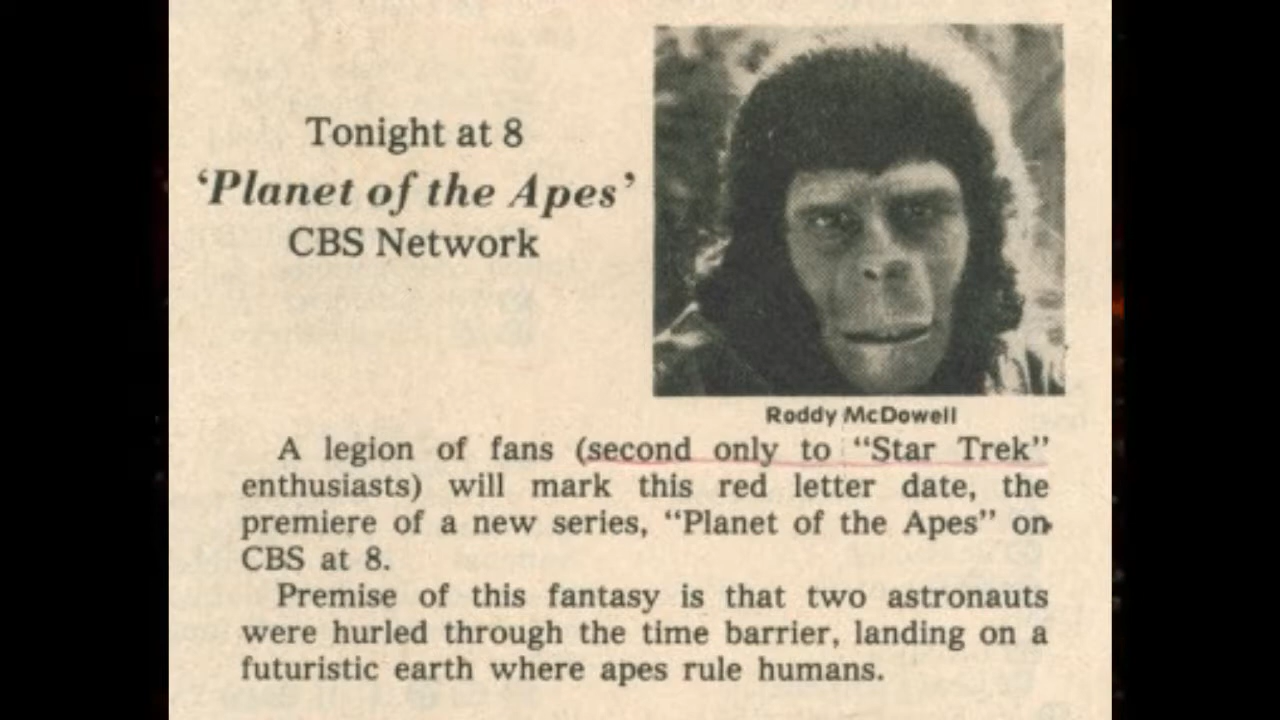 Tonight at 8
‘Planet of the Apes’
CBS Network
Roddy McDowell
A legion of fans (second only to “Star Trek”
enthusiasts) will mark this red letter date, the
premiere of a new series, “Planet of the Apes” on
CBS at 8.
Premise of this fantasy is that two astronauts
were hurled through the time barrier, landing on a
futuristic earth where apes rule humans.